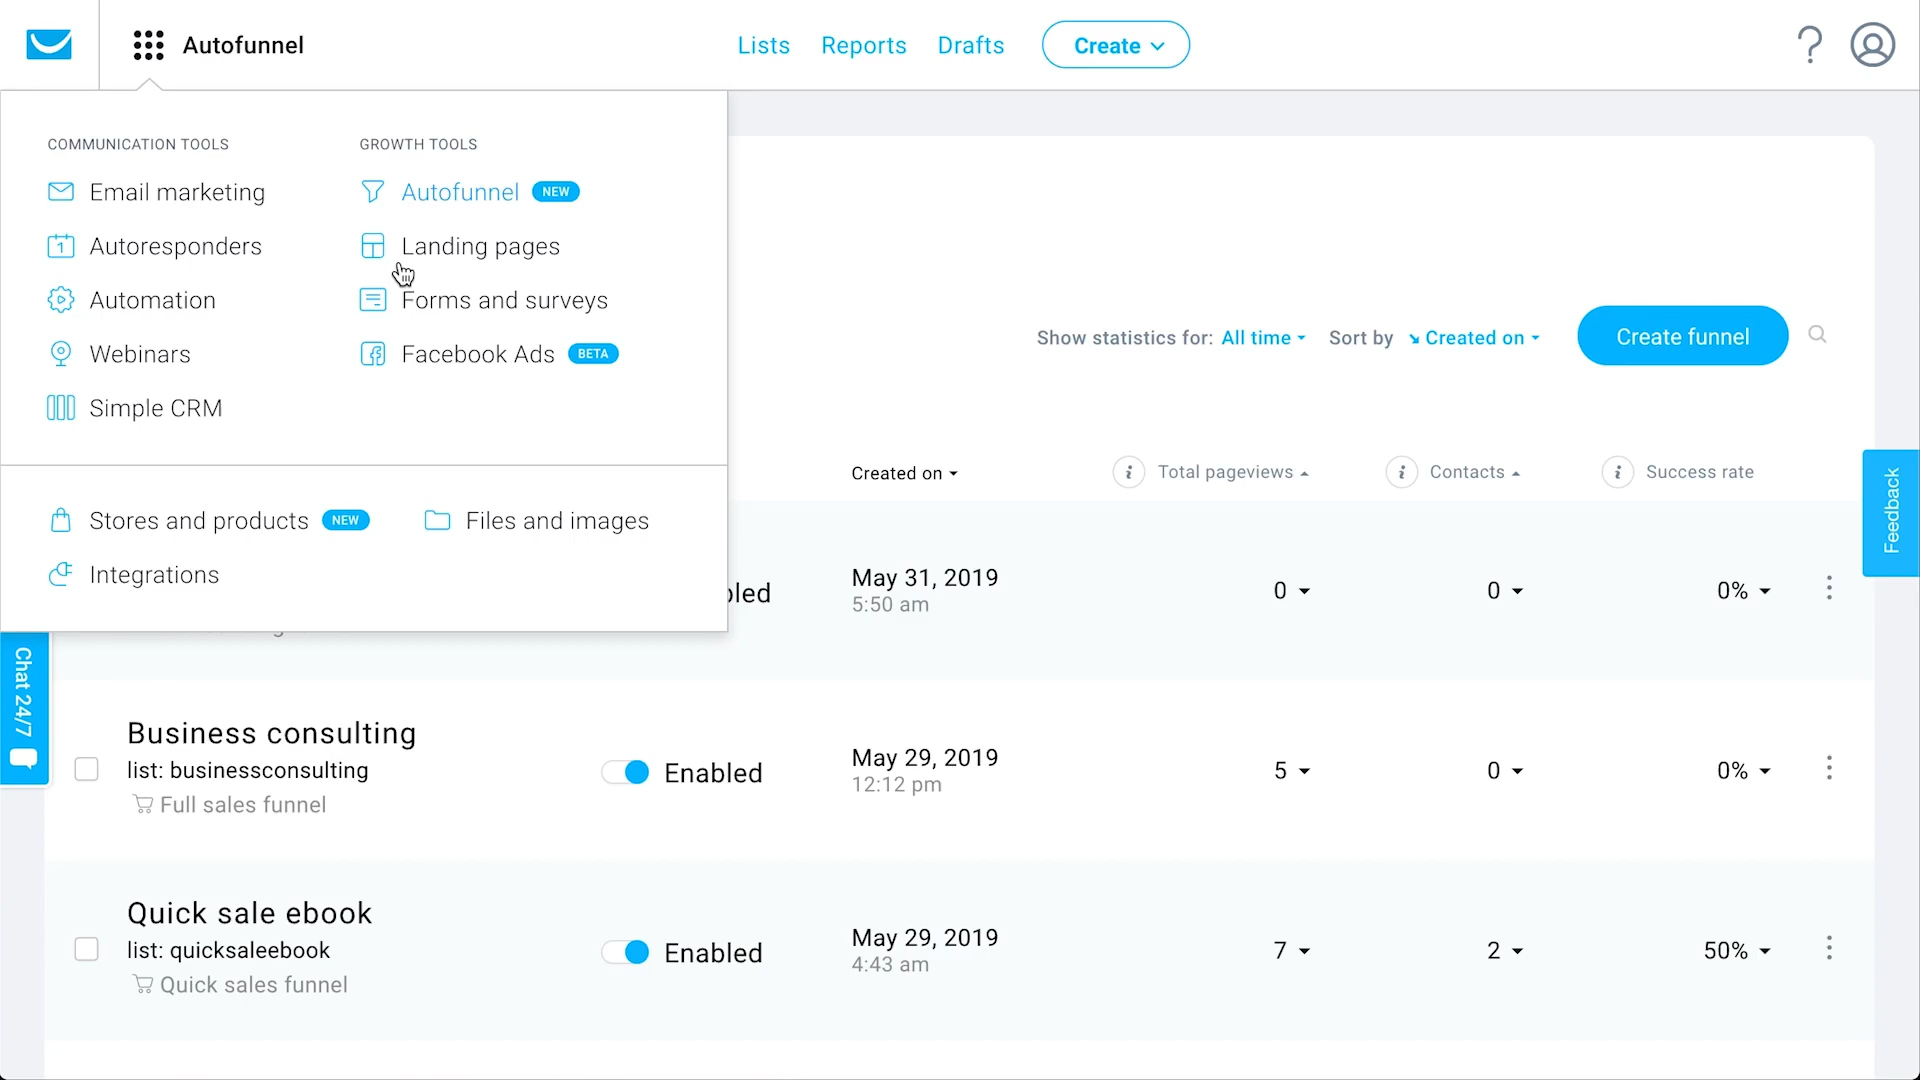 Autofunnel
Lists
Reports
Drafts
Create
?
COMMUNICATION TOOLS
Email marketing
1
Autoresponders
Automation
Webinars
Simple CRM
GROWTH TOOLS
Autofunnel NEW
Landing pages
Forms and surveys
Facebook Ads BETA
Stores and products NEW
Files and images
Integrations
Show statistics for: All time
Sort by Created on
Create funnel
Created on
i Total pageviews
i Contacts
i Success rate
May 31, 2019
5:50 am
0
0
0%
Business consulting
list: businessconsulting
Full sales funnel
Enabled
May 29, 2019
12:12 pm
5
0
0%
Quick sale ebook
list: quicksaleebook
Quick sales funnel
Enabled
May 29, 2019
4:43 am
7
2
50%
Chat 24/7
Feedback